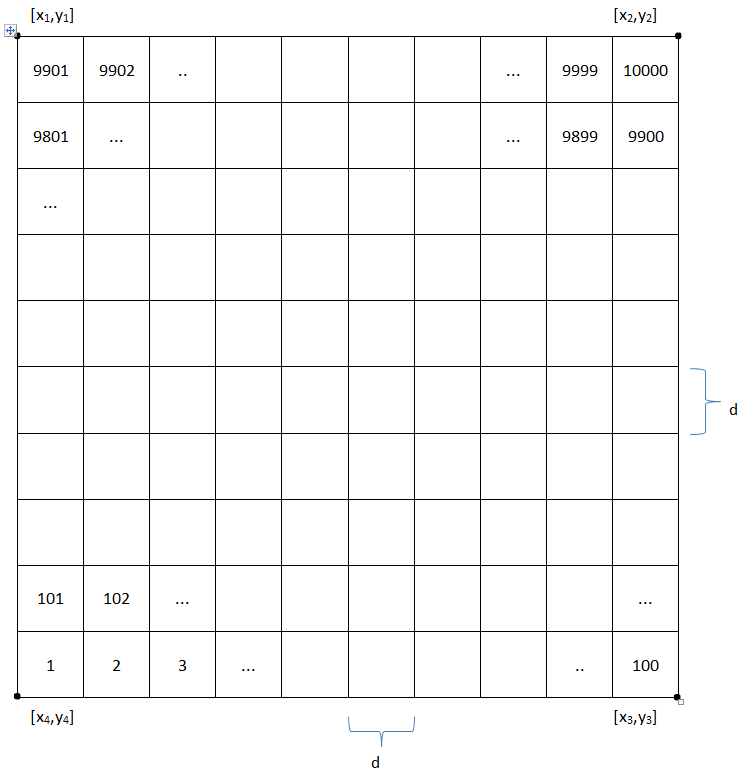 [x₁,y₁] [x₂,y₂]
9901 9902 .. ... 9999 10000
9801 ... ... 9899 9900
...
d
101 102 ... ...
1 2 3 ... .. 100
[x₄,y₄] [x₃,y₃]
d